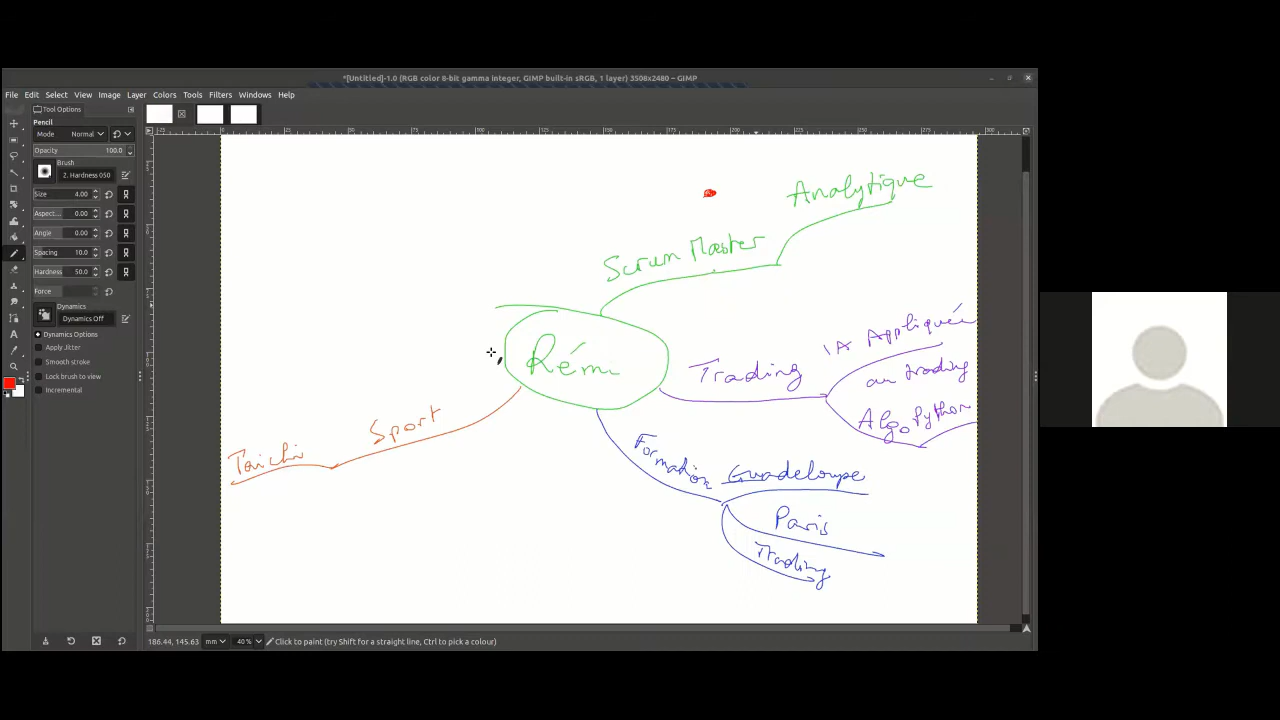 *[Untitled]-1.0 (RGB color 8-bit gamma integer, GIMP built-in sRGB, 1 layer) 3508x2480 – GIMP
File Edit Select View Image Layer Colors Tools Filters Windows Help
Tool Options
Pencil
Mode Normal
Opacity 100.0
Brush
2. Hardness 050
Size 4.00
Aspect... 0.00
Angle 0.00
Spacing 10.0
Hardness 50.0
Force
Dynamics
Dynamics Off
Dynamics Options
Apply Jitter
Smooth stroke
Lock brush to view
Incremental
Analytique
Scrum Master
Rémi
Trading
IA Appliquée
au trading
Algo Python
Sport
Taichi
Formation
Guadeloupe
Paris
Trading
186.44, 145.63 mm 40% Click to paint (try Shift for a straight line, Ctrl to pick a colour)